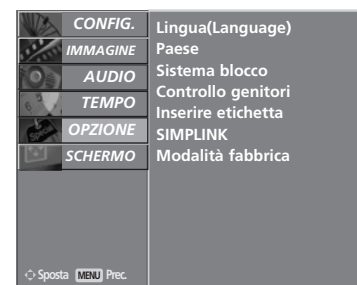 CONFIG.
IMMAGINE
AUDIO
TEMPO
OPZIONE
SCHERMO
Lingua(Language)
Paese
Sistema blocco
Controllo genitori
Inserire etichetta
SIMPLINK
Modalità fabbrica
Sposta MENU Prec.